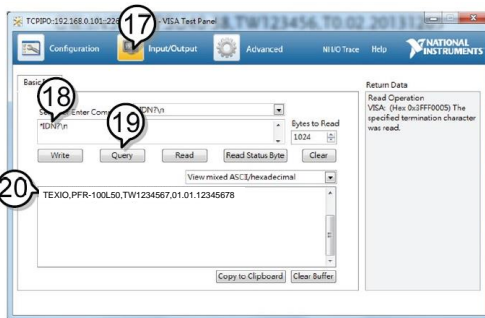 TCPIP0::192.168.0.101::226 - VISA Test Panel
17
Configuration Input/Output Advanced NI I/O Trace Help NATIONAL INSTRUMENTS
Basic
Return Data
18
Enter Com IDN?\n
Read Operation
VISA: (Hex 0x3FFF0005) The
specified termination character
was read.
*IDN?\n
19
Bytes to Read
1024
Write Query Read Read Status Byte Clear
View mixed ASCII/hexadecimal
20
TEXIO,PFR-100L50,TW1234567,01.01.12345678
Copy to Clipboard Clear Buffer